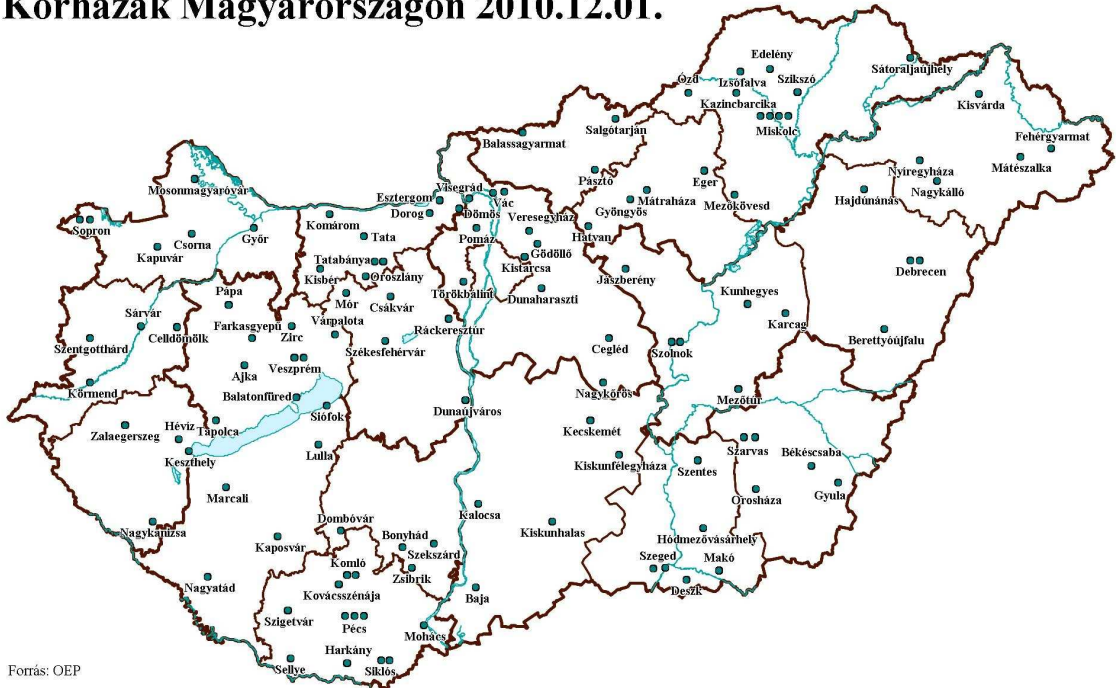 Kórházak Magyarországon 2010.12.01.
Edelény
Sátoraljaújhely
Ózd
Izsófalva
Szikszó
Kazincbarcika
Kisvárda
Salgótarján
Miskolc
Balassagyarmat
Fehérgyarmat
Mátészalka
Nyíregyháza
Pásztó
Eger
Nagykálló
Mosonmagyaróvár
Visegrád
Esztergom
Vác
Mátraháza
Mezőkövesd
Hajdúnánás
Dorog
Dömös
Veresegyház
Gyöngyös
Sopron
Komárom
Hatvan
Csorna
Győr
Tata
Pomáz
Kapuvár
Gödöllő
Tatabánya
Kistarcsa
Debrecen
Kisbér
Oroszlány
Jászberény
Pápa
Törökbálint
Dunaharaszti
Mór
Csákvár
Kunhegyes
Sárvár
Farkasgyepű
Várpalota
Karcag
Celldömölk
Zirc
Ráckeresztúr
Szentgotthárd
Székesfehérvár
Cegléd
Szolnok
Berettyóújfalu
Veszprém
Ajka
Körmend
Balatonfüred
Nagykőrös
Mezőtúr
Siófok
Dunaújváros
Hévíz
Tapolca
Zalaegerszeg
Kecskemét
Lulla
Szarvas
Békéscsaba
Keszthely
Kiskunfélegyháza
Szentes
Marcali
Orosháza
Gyula
Kalocsa
Nagykanizsa
Dombóvár
Kiskunhalas
Bonyhád
Hódmezővásárhely
Kaposvár
Szekszárd
Szeged
Makó
Komló
Zsibrik
Nagyatád
Kovácsszénája
Deszk
Baja
Szigetvár
Pécs
Mohács
Harkány
Sellye
Siklós
Forrás: OEP